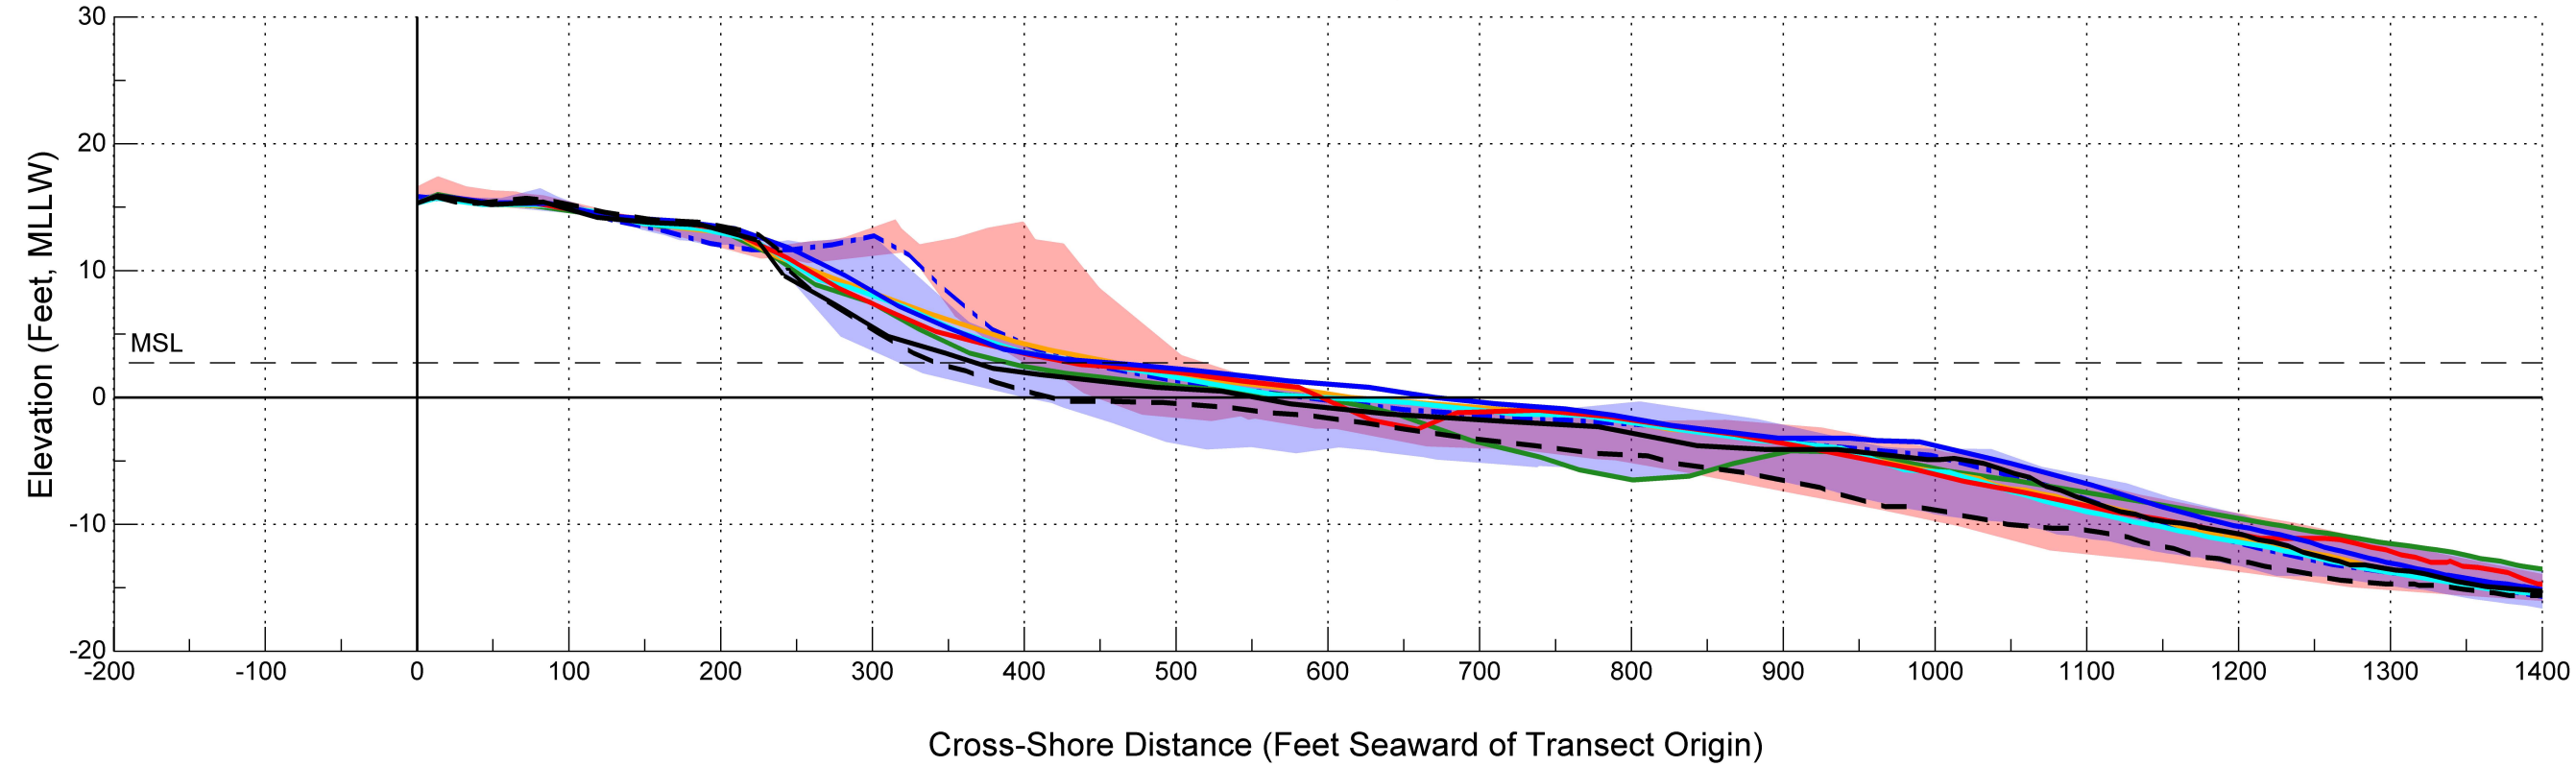 30
20
10
MSL
0
-10
-20
-200 -100 0 100 200 300 400 500 600 700 800 900 1000 1100 1200 1300 1400
Elevation (Feet, MLLW)
Cross-Shore Distance (Feet Seaward of Transect Origin)